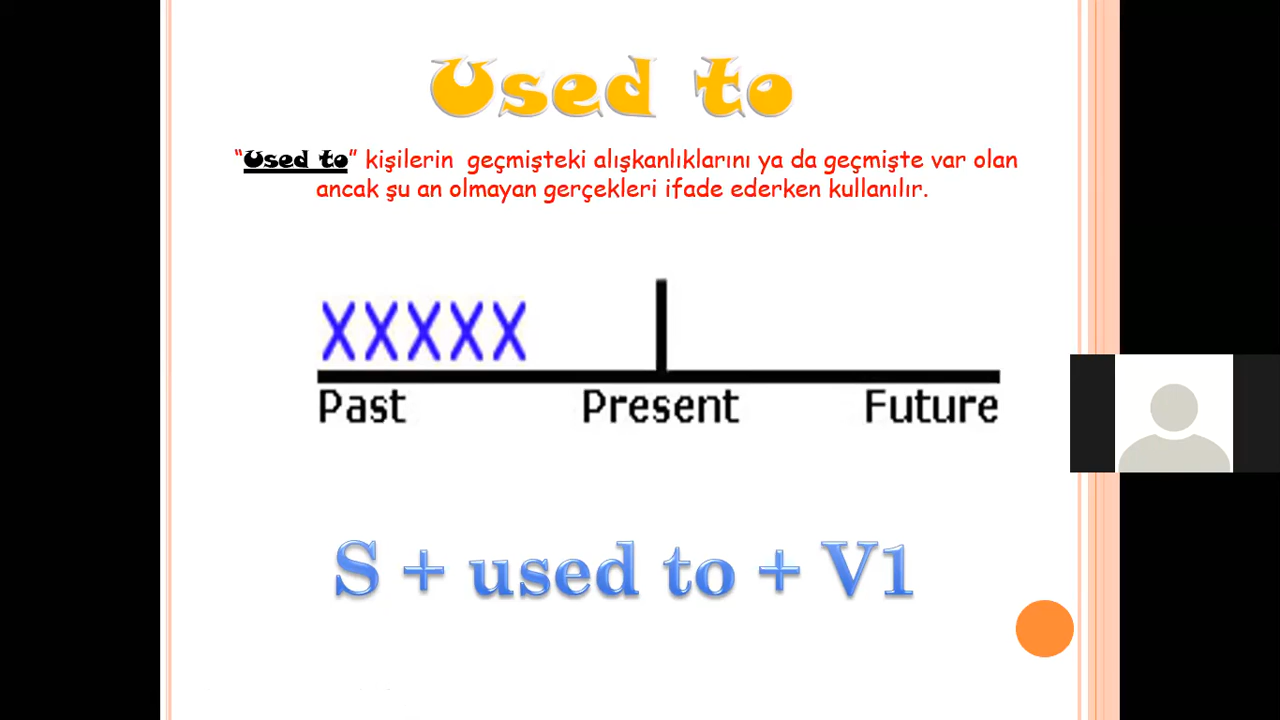 Used to
“Used to” kişilerin geçmişteki alışkanlıklarını ya da geçmişte var olan
ancak şu an olmayan gerçekleri ifade ederken kullanılır.
XXXXX
Past Present Future
S + used to + V1